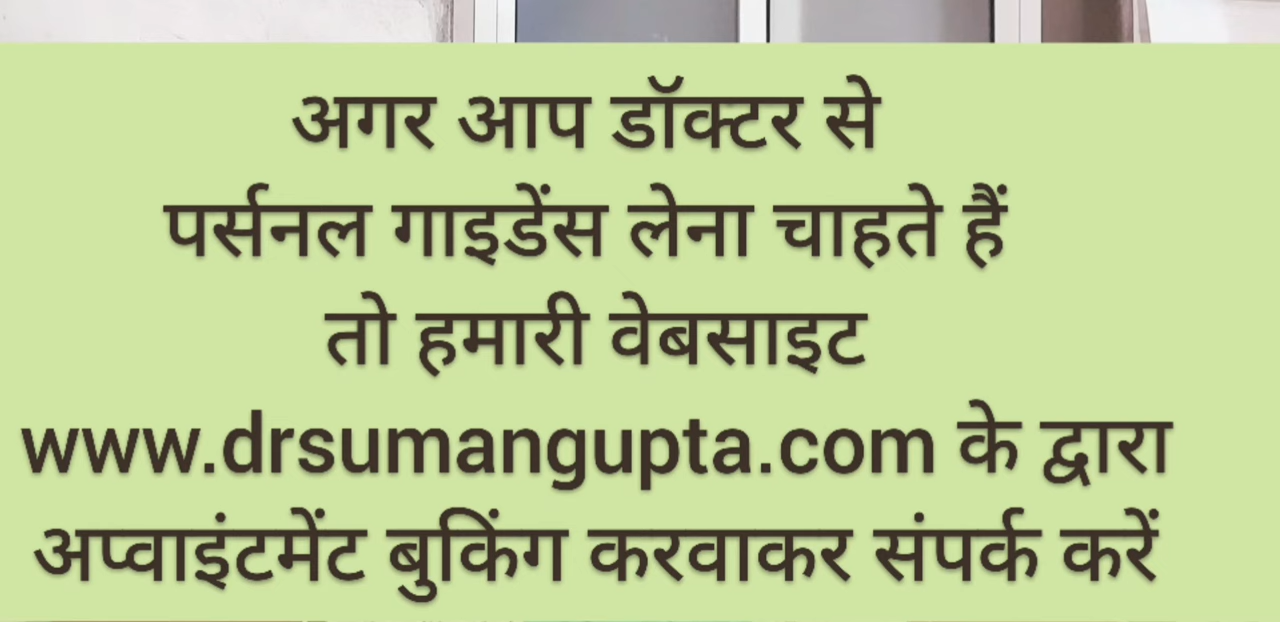 अगर आप डॉक्टर से
पर्सनल गाइडेंस लेना चाहते हैं
तो हमारी वेबसाइट
www.drsumangupta.com के द्वारा
अप्वाइंटमेंट बुकिंग करवाकर संपर्क करें